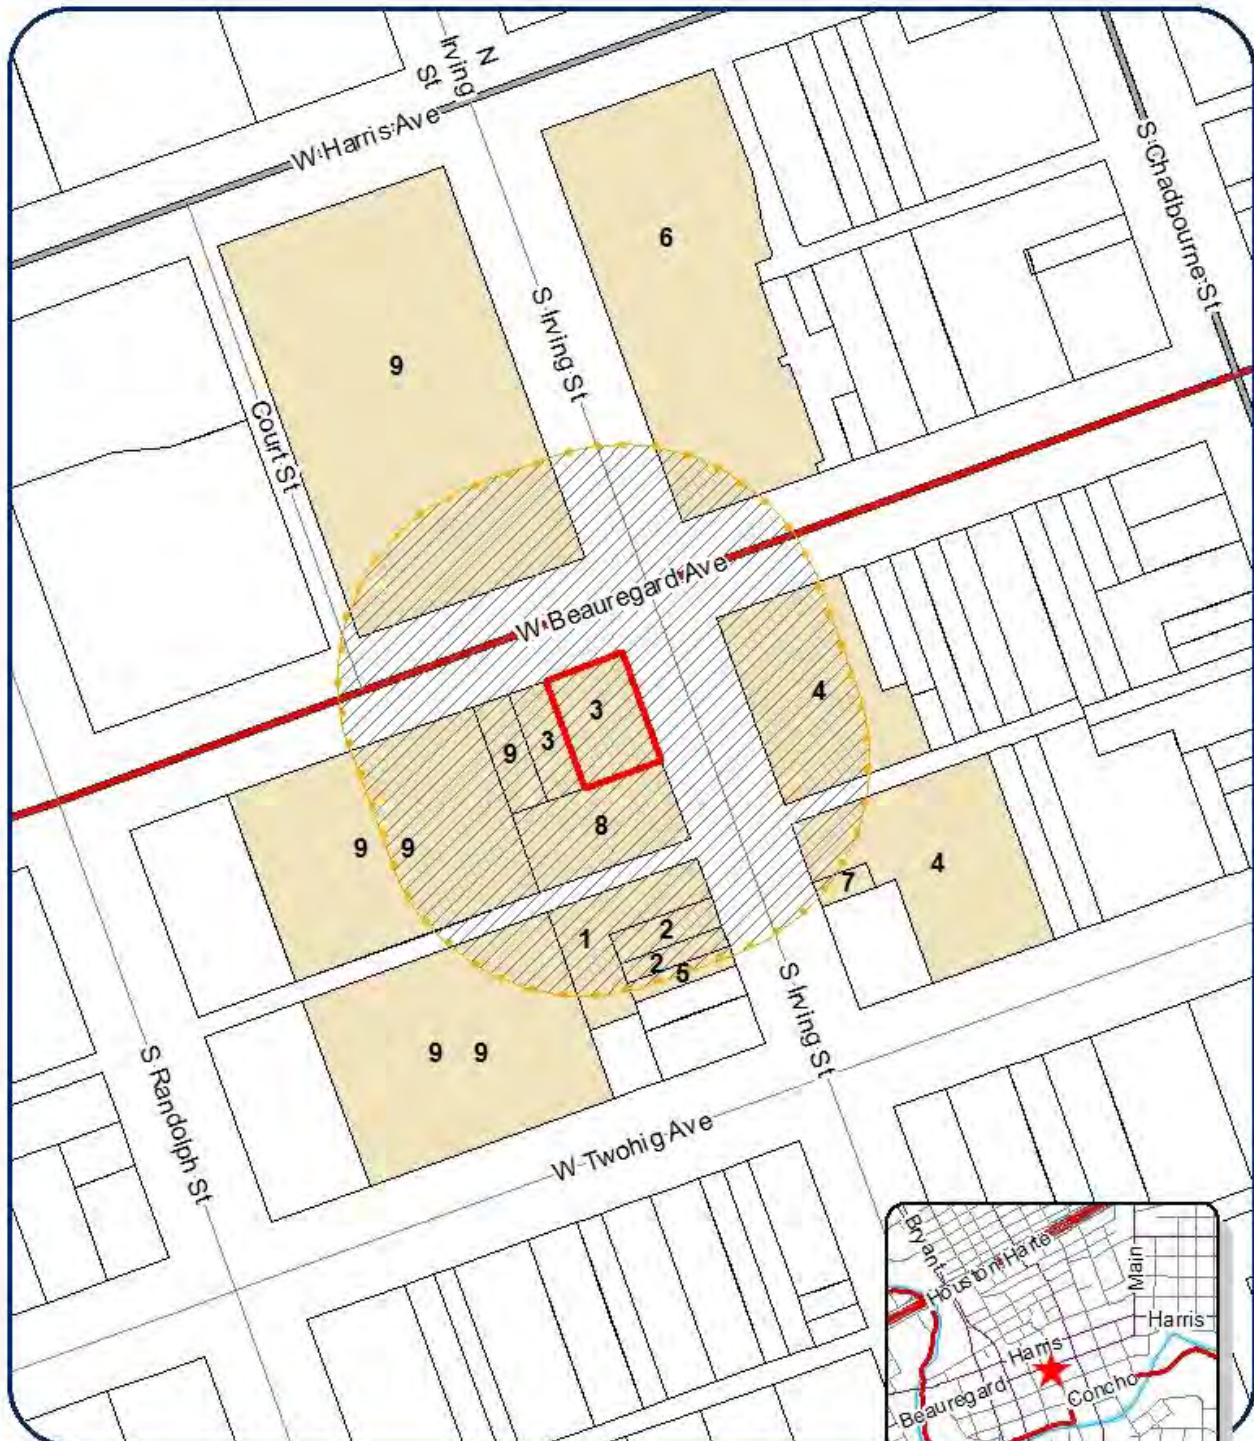 N
Irving
St
W Harris Ave
S Chadbourne St
6
S Irving St
9
Court St
W Beauregard Ave
4
3
3
9
8
9 9
4
7
1
2
2
5
S Irving St
9 9
S Randolph St
W Twohig Ave
Bryant
Houston Harte
Main
Harris
Harris
Beauregard
Concho